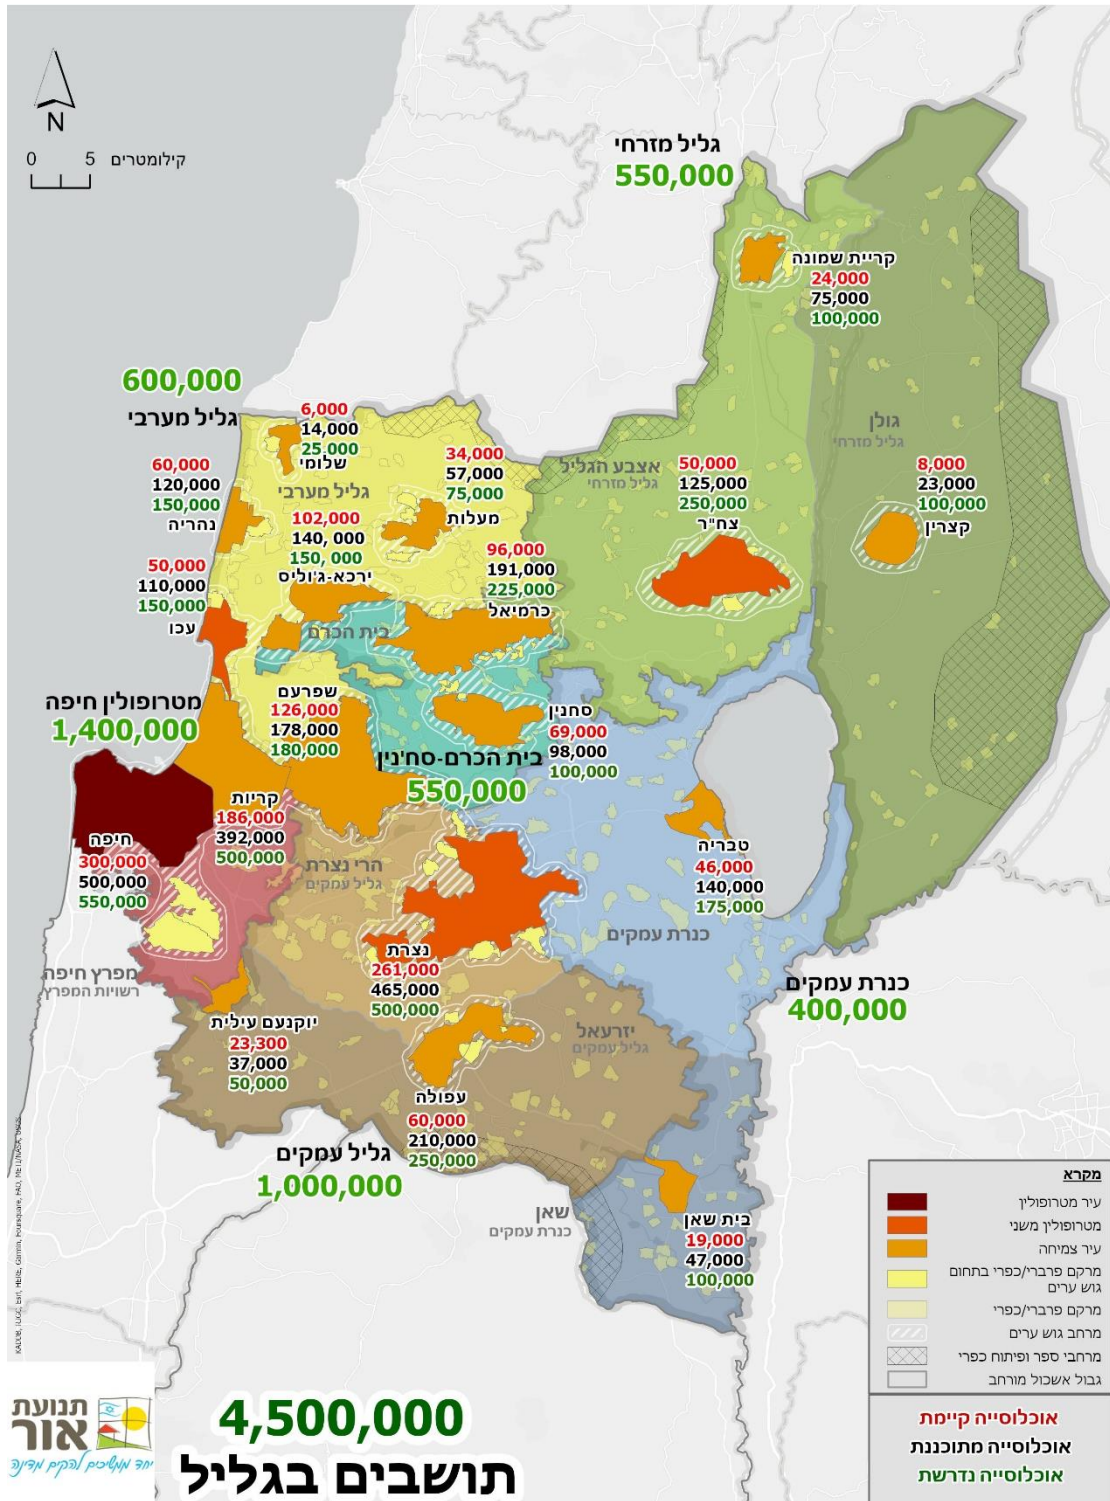 N
0 5 קילומטרים
גליל מזרחי
550,000
קריית שמונה
24,000
75,000
100,000
600,000
גליל מערבי
6,000
14,000
25,000
שלומי
34,000
57,000
75,000
מעלות
גולן
גליל מזרחי
אצבע הגליל
גליל מזרחי
50,000
125,000
250,000
צח"ר
8,000
23,000
100,000
קצרין
60,000
120,000
150,000
נהריה
גליל מערבי
102,000
140,000
150,000
ירכא-ג'וליס
96,000
191,000
225,000
כרמיאל
50,000
110,000
150,000
עכו
בית הכרם
מטרופולין חיפה
1,400,000
שפרעם
126,000
178,000
180,000
סחנין
69,000
98,000
100,000
בית הכרם-סח'נין
550,000
קריות
186,000
392,000
500,000
חיפה
300,000
500,000
550,000
הרי נצרת
גליל עמקים
טבריה
46,000
140,000
175,000
כנרת עמקים
נצרת
261,000
465,000
500,000
מפרץ חיפה
רשויות המפרץ
כנרת עמקים
400,000
יוקנעם עילית
23,300
37,000
50,000
יזרעאל
גליל עמקים
עפולה
60,000
210,000
250,000
גליל עמקים
1,000,000
שאן
כנרת עמקים
בית שאן
19,000
47,000
100,000
מקרא
עיר מטרופולין
מטרופולין משני
עיר צמיחה
מרקם פרברי/כפרי בתחום
גוש ערים
מרקם פרברי/כפרי
מרחב גוש ערים
מרחבי ספר ופיתוח כפרי
גבול אשכול מורחב
אוכלוסייה קיימת
אוכלוסייה מתוכננת
אוכלוסייה נדרשת
תנועת
אור
יחד ממשיכים להקים מדינה
4,500,000
תושבים בגליל